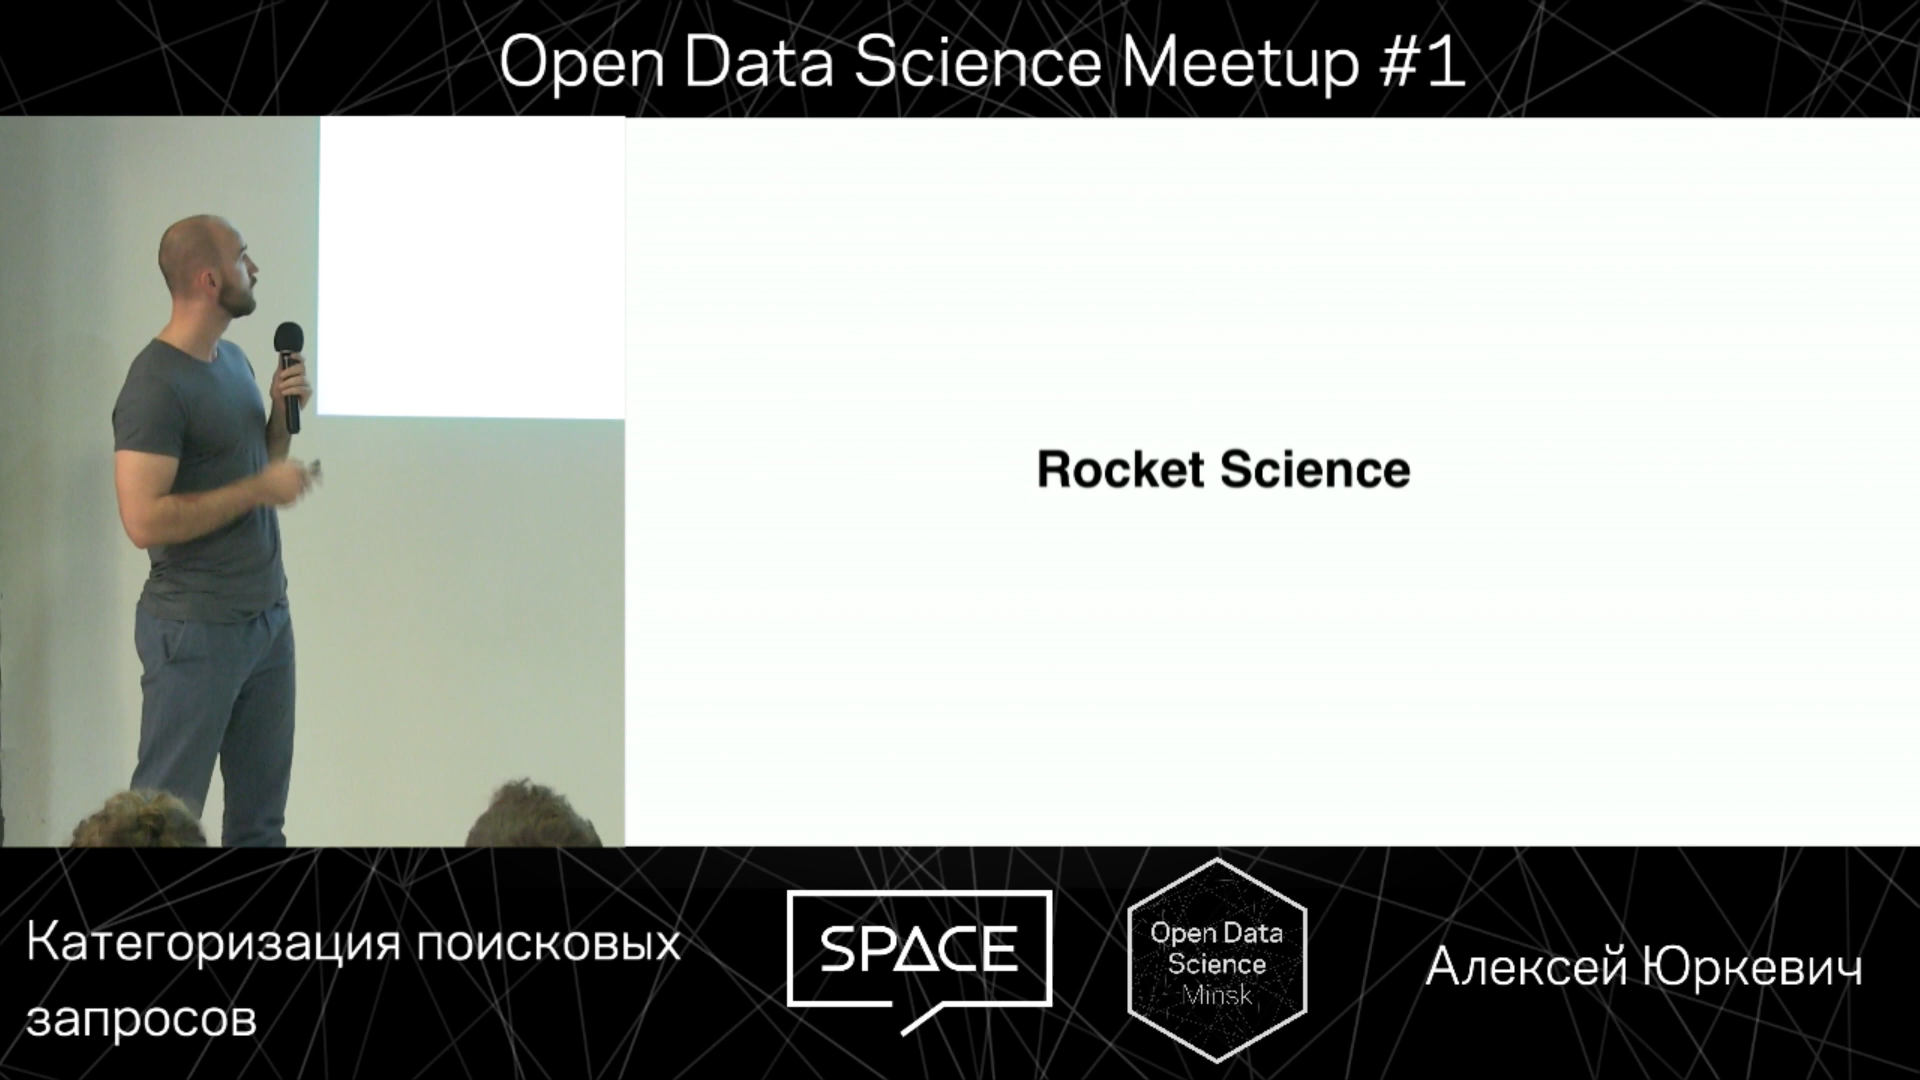 Open Data Science Meetup #1
Rocket Science
Категоризация поисковых
запросов
SPACE
Open Data
Science
Minsk
Алексей Юркевич